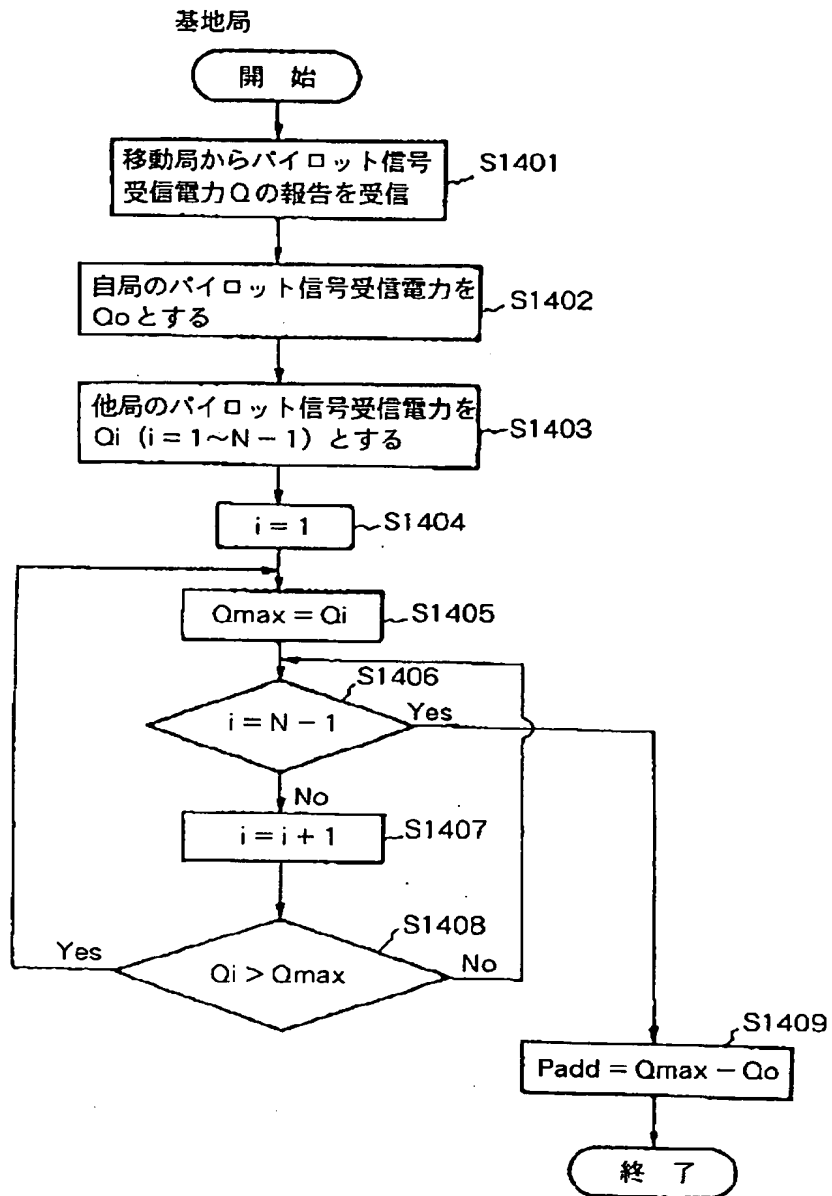 基地局
開 始
移動局からパイロット信号
受信電力Qの報告を受信
S1401
自局のパイロット信号受信電力を
Qoとする
S1402
他局のパイロット信号受信電力を
Qi (i=1~N-1) とする
S1403
i = 1
S1404
Qmax = Qi
S1405
S1406
i = N - 1
Yes
No
i = i + 1
S1407
S1408
Yes
Qi > Qmax
No
S1409
Padd = Qmax - Qo
終 了